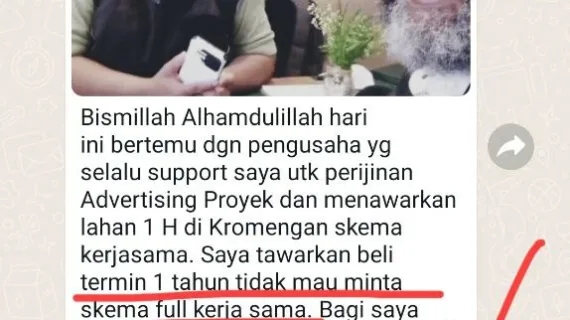 Bismillah Alhamdulillah hari
ini bertemu dgn pengusaha yg
selalu support saya utk perijinan
Advertising Proyek dan menawarkan
lahan 1 H di Kromengan skema
kerjasama. Saya tawarkan beli
termin 1 tahun tidak mau minta
skema full kerja sama. Bagi saya